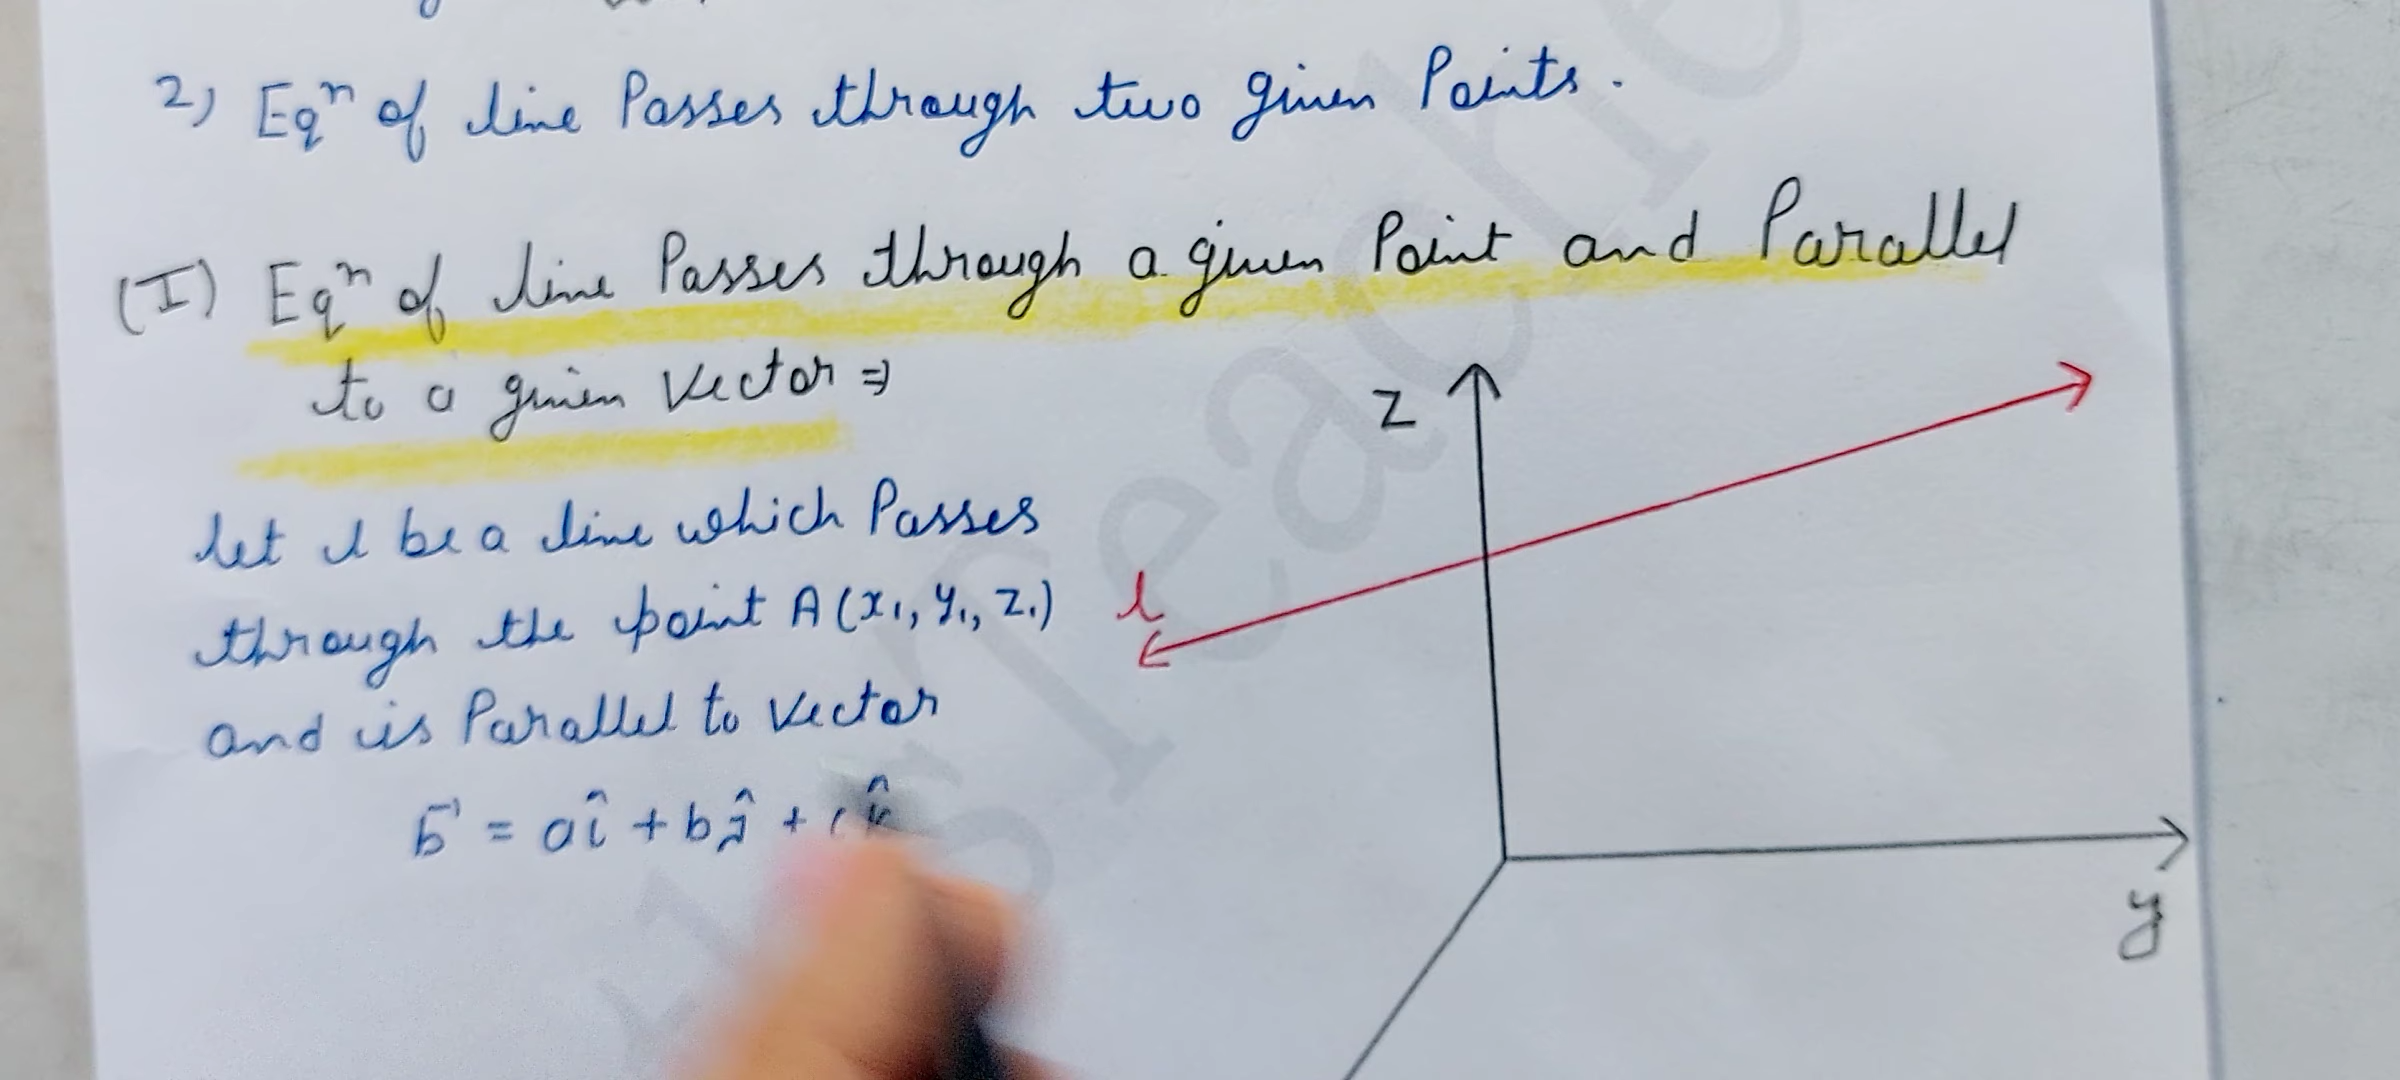 2) Eqⁿ of line Passes through two given Points.
(I) Eqⁿ of line Passes through a given Point and Parallel
to a given Vector ⇒
let l be a line which Passes
through the point A(x₁, y₁, z₁)
and is Parallel to vector
b⃗ = aî + bĵ + ck̂
z
l
y
Teache